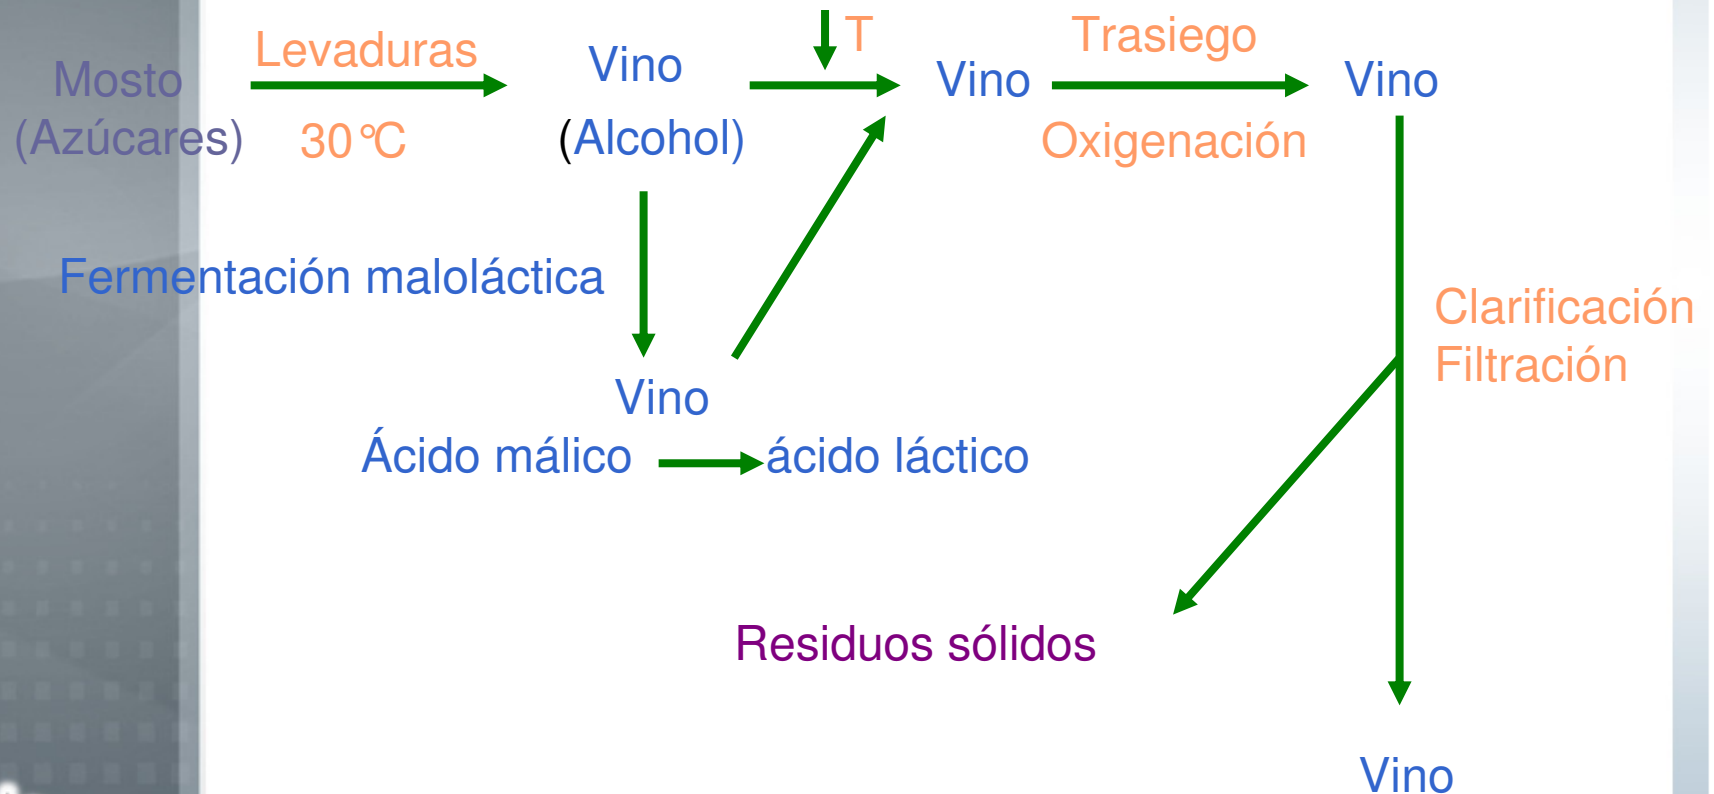 Levaduras
T
Trasiego
Mosto
Vino
Vino
Vino
(Azúcares)
30 °C
(Alcohol)
Oxigenación
Fermentación maloláctica
Clarificación
Filtración
Vino
Ácido málico
ácido láctico
Residuos sólidos
Vino